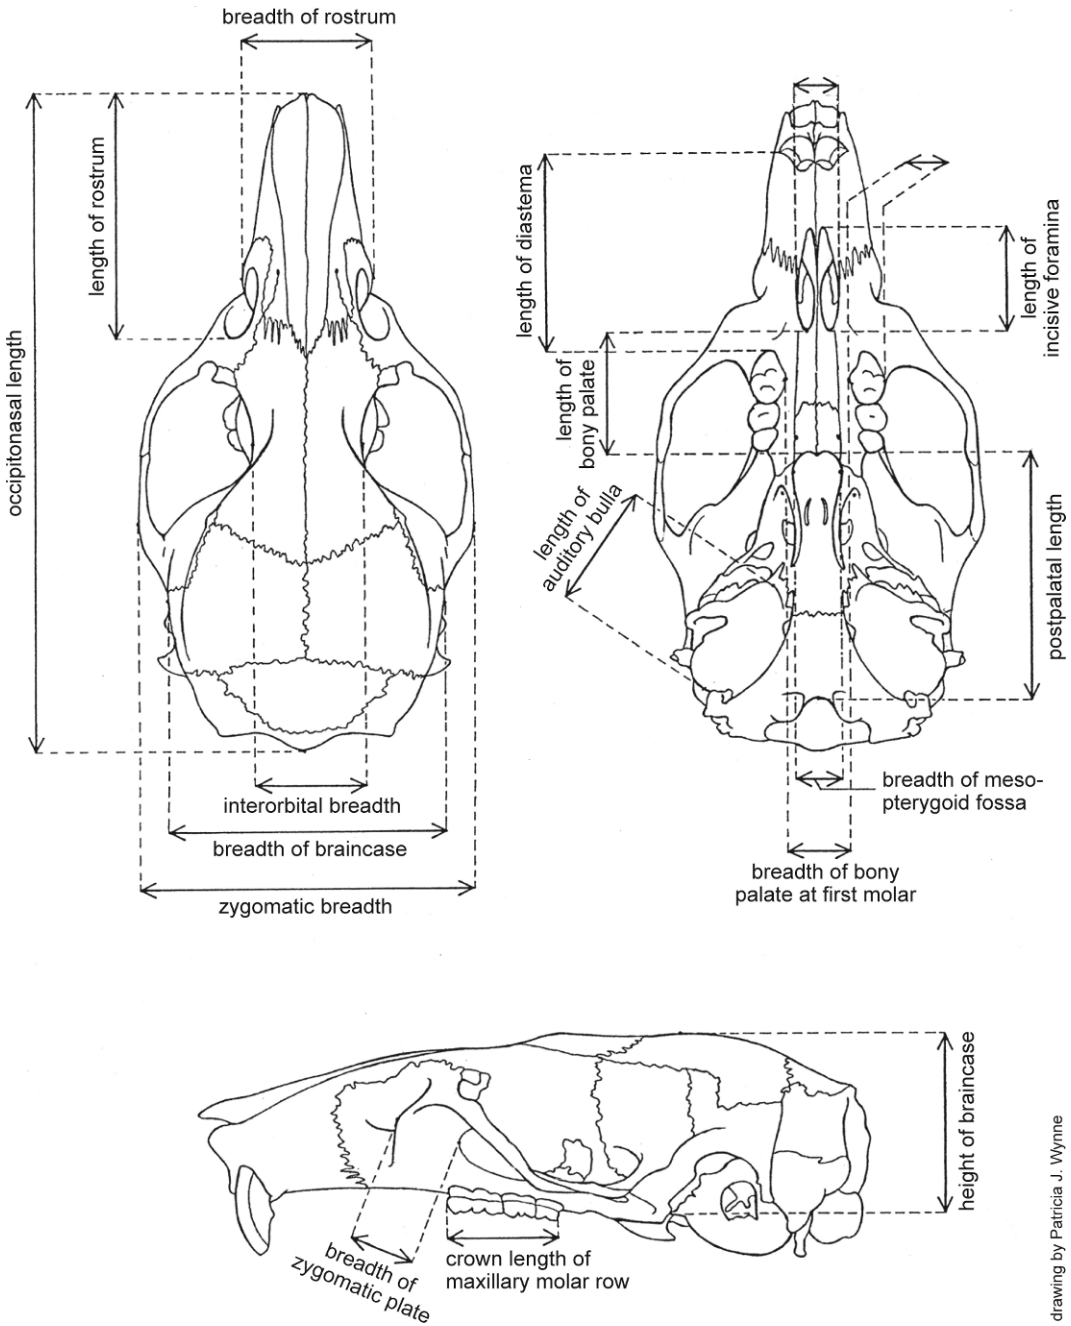 breadth of rostrum
length of rostrum
occipitonasal length
interorbital breadth
breadth of braincase
zygomatic breadth
length of diastema
length of
incisive foramina
length of
bony palate
length of
auditory bulla
postpalatal length
breadth of meso-
pterygoid fossa
breadth of bony
palate at first molar
height of braincase
breadth of
zygomatic plate
crown length of
maxillary molar row
drawing by Patricia J. Wynne